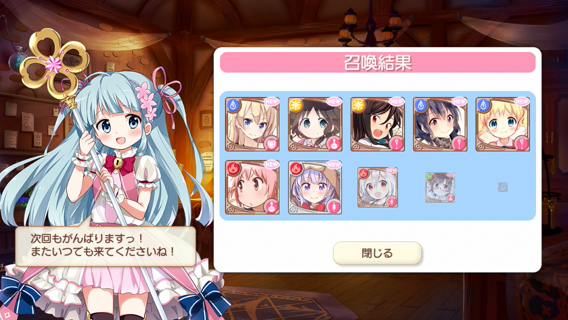 召喚結果
次回もがんばりますっ！
またいつでも来てくださいね！
閉じる